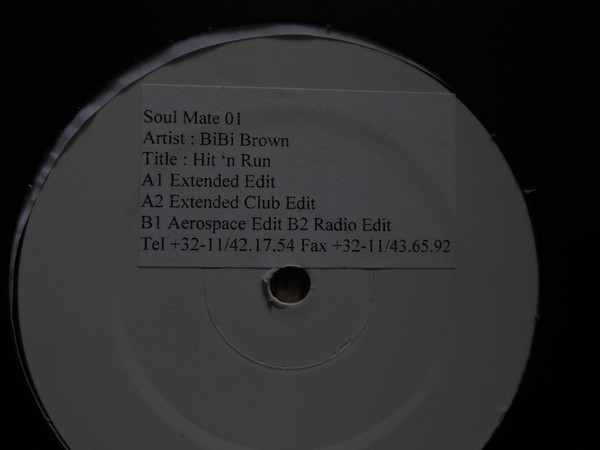 Soul Mate 01
Artist : BiBi Brown
Title : Hit ‘n Run
A1 Extended Edit
A2 Extended Club Edit
B1 Aerospace Edit B2 Radio Edit
Tel +32-11/42.17.54 Fax +32-11/43.65.92